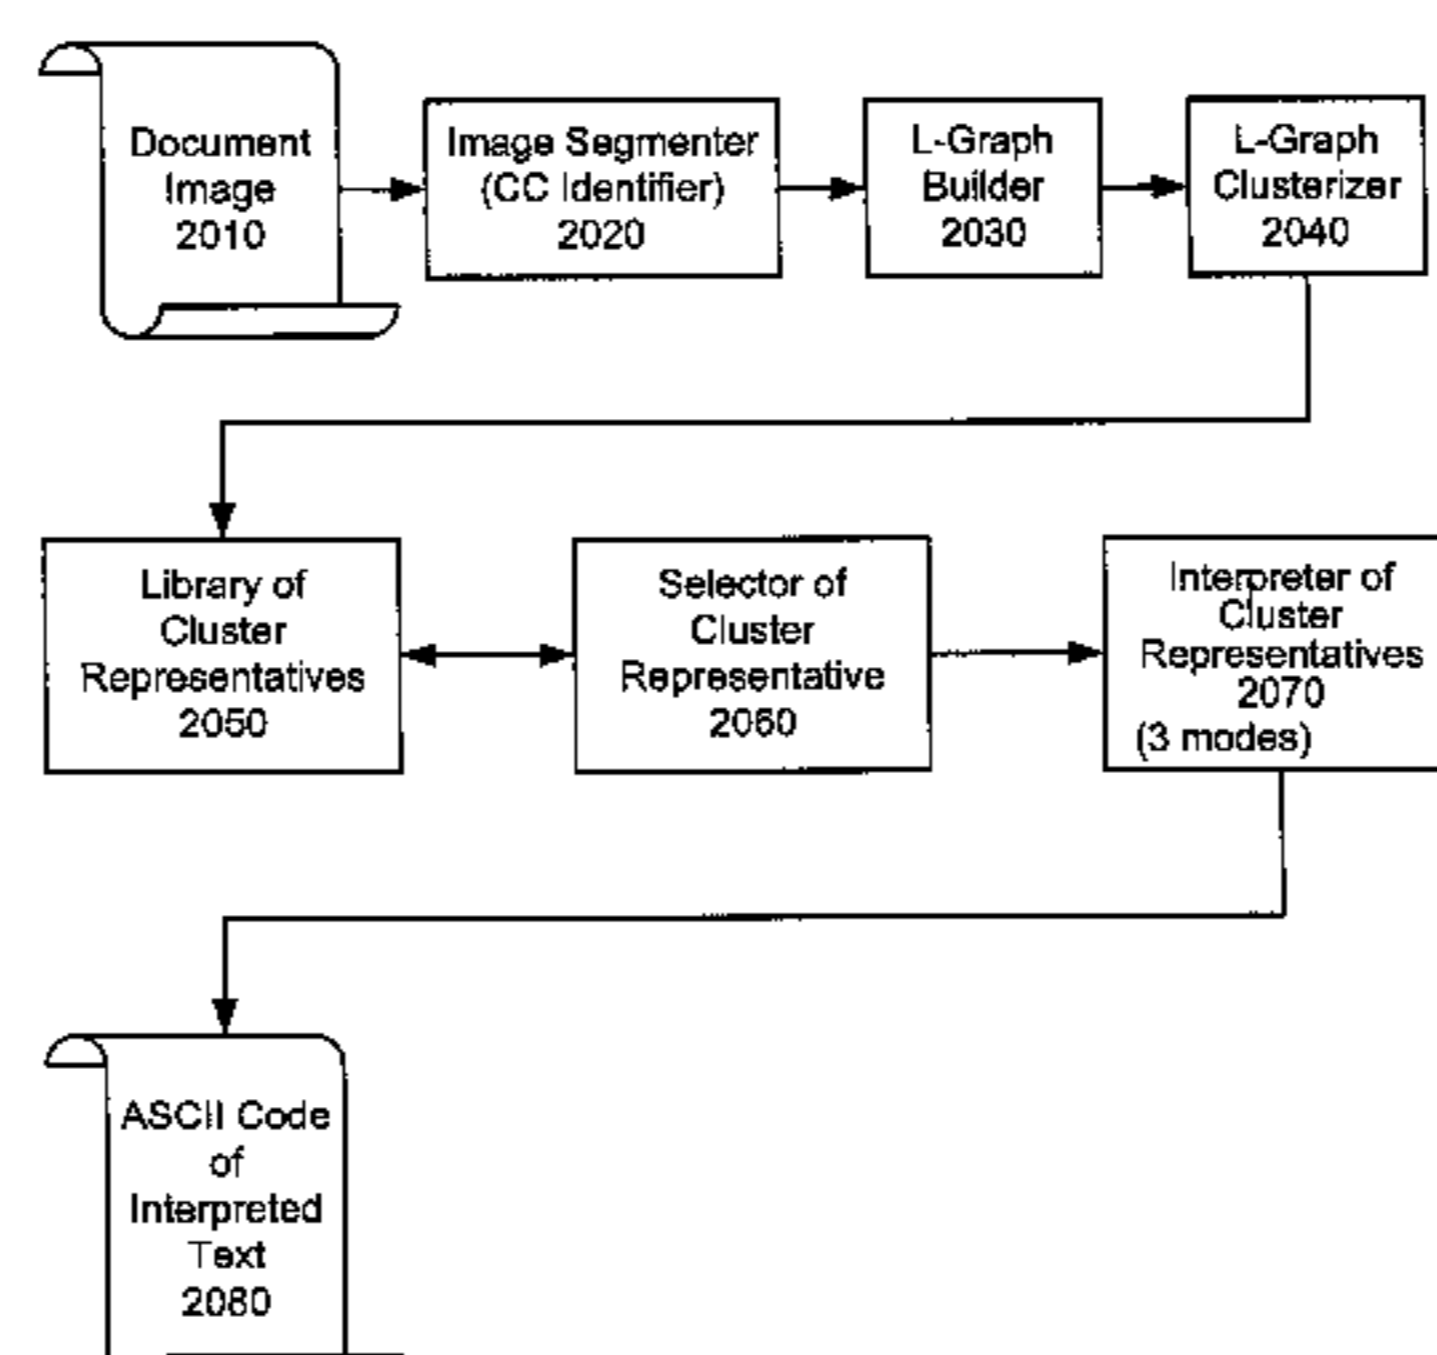 Document
Image
2010
Image Segmenter
(CC Identifier)
2020
L-Graph
Builder
2030
L-Graph
Clusterizer
2040
Library of
Cluster
Representatives
2050
Selector of
Cluster
Representative
2060
Interpreter of
Cluster
Representatives
2070
(3 modes)
ASCII Code
of
Interpreted
Text
2080